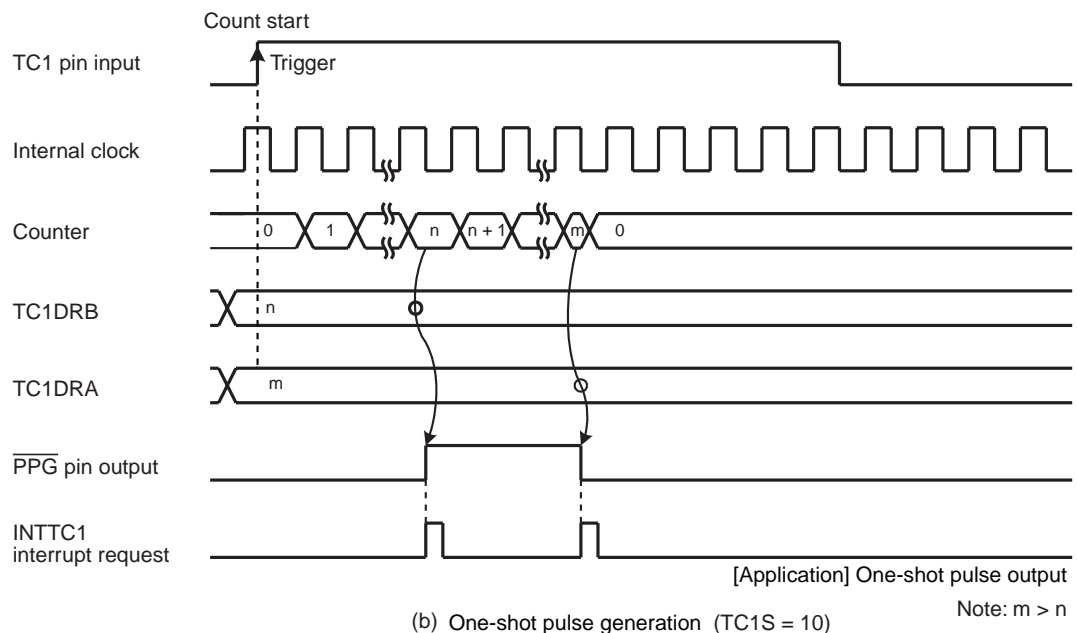 Count start
TC1 pin input
Trigger
Internal clock
Counter
0
1
n
n + 1
m
0
TC1DRB
n
TC1DRA
m
PPG pin output
INTTC1
interrupt request
[Application] One-shot pulse output
Note: m > n
(b) One-shot pulse generation (TC1S = 10)